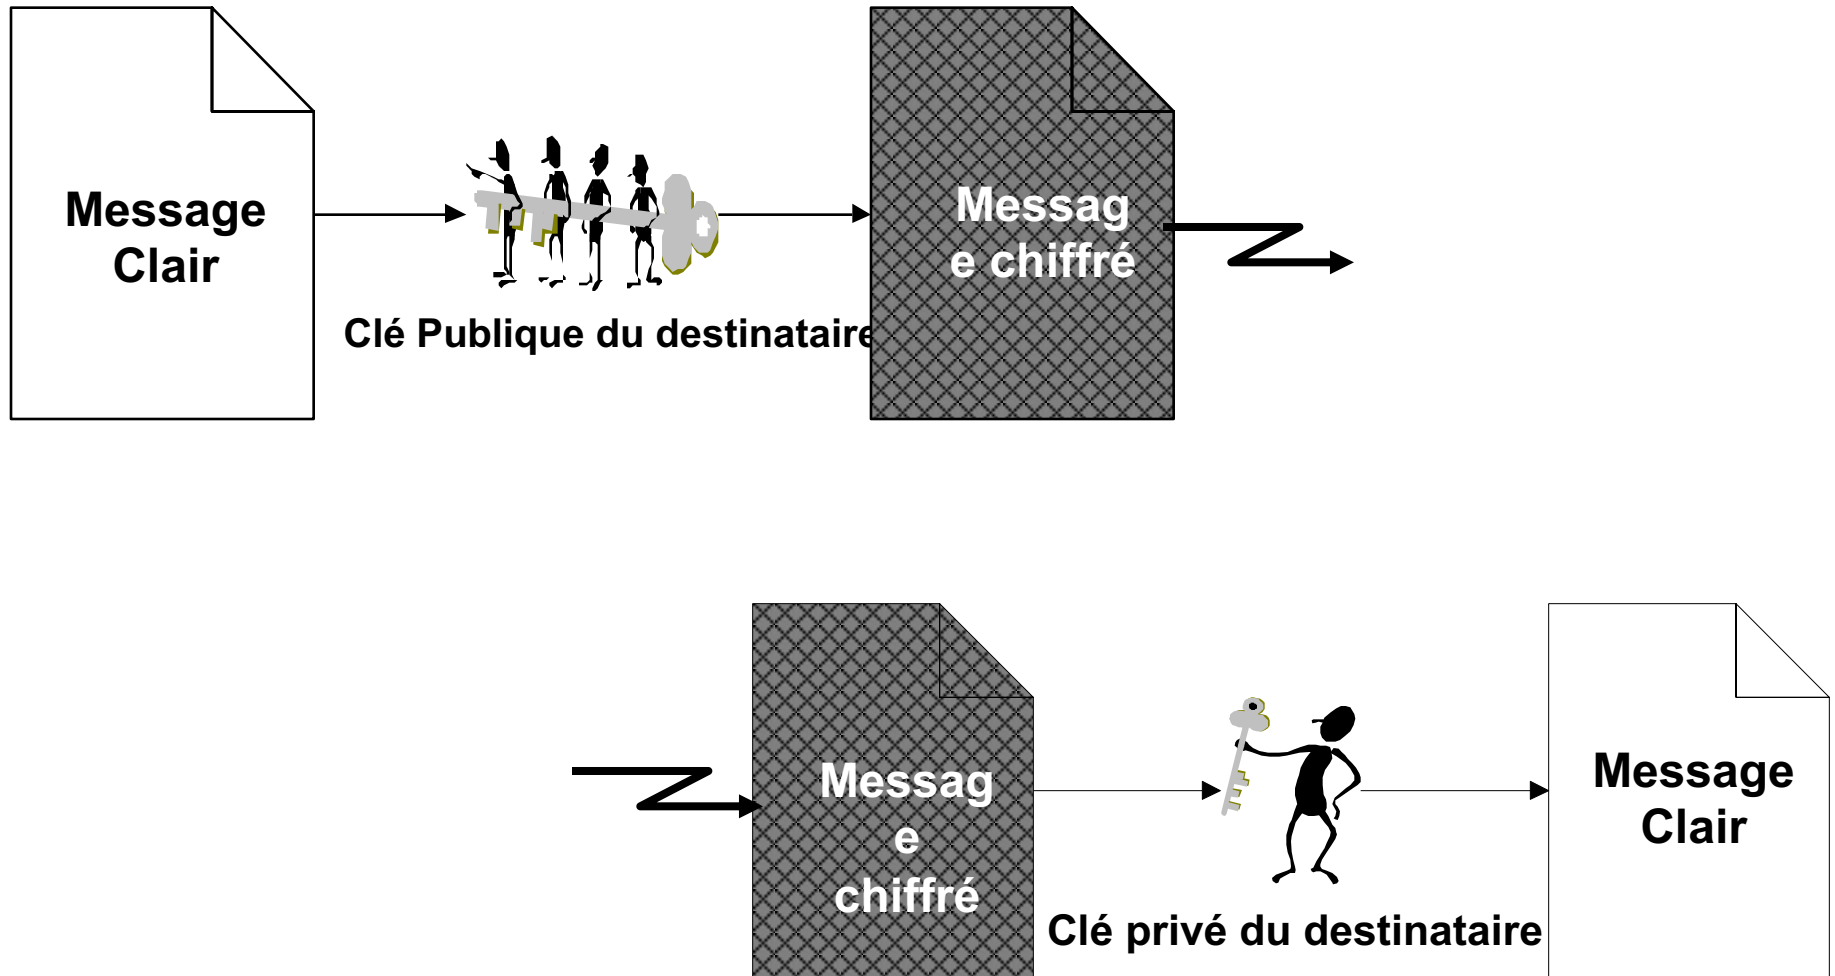 Message
Clair
Clé Publique du destinataire
Messag
e chiffré
Messag
e
chiffré
Clé privé du destinataire
Message
Clair